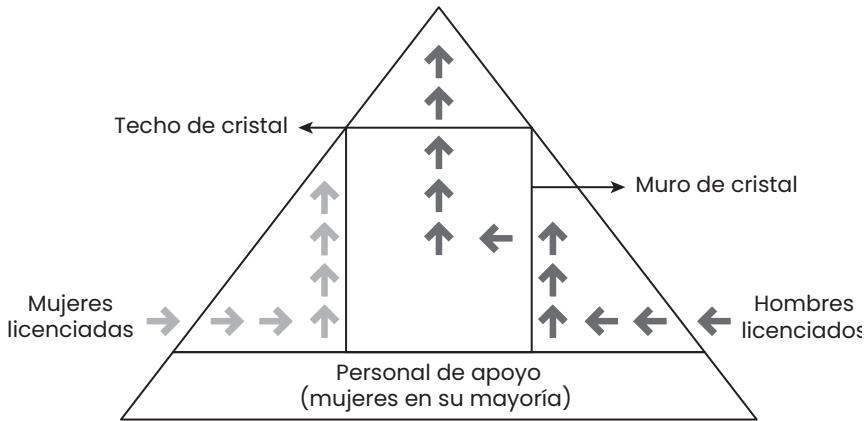 Techo de cristal
Muro de cristal
Mujeres
licenciadas
Hombres
licenciados
Personal de apoyo
(mujeres en su mayoría)